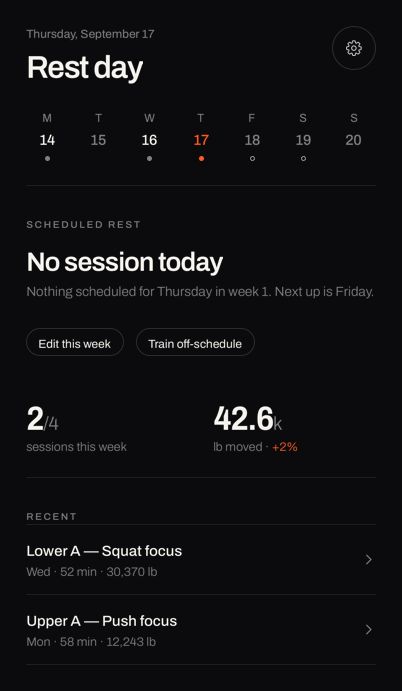 Thursday, September 17
Rest day
M T W T F S S
14 15 16 17 18 19 20
SCHEDULED REST
No session today
Nothing scheduled for Thursday in week 1. Next up is Friday.
Edit this week Train off-schedule
2/4 42.6k
sessions this week lb moved · +2%
RECENT
Lower A — Squat focus
Wed · 52 min · 30,370 lb
Upper A — Push focus
Mon · 58 min · 12,243 lb